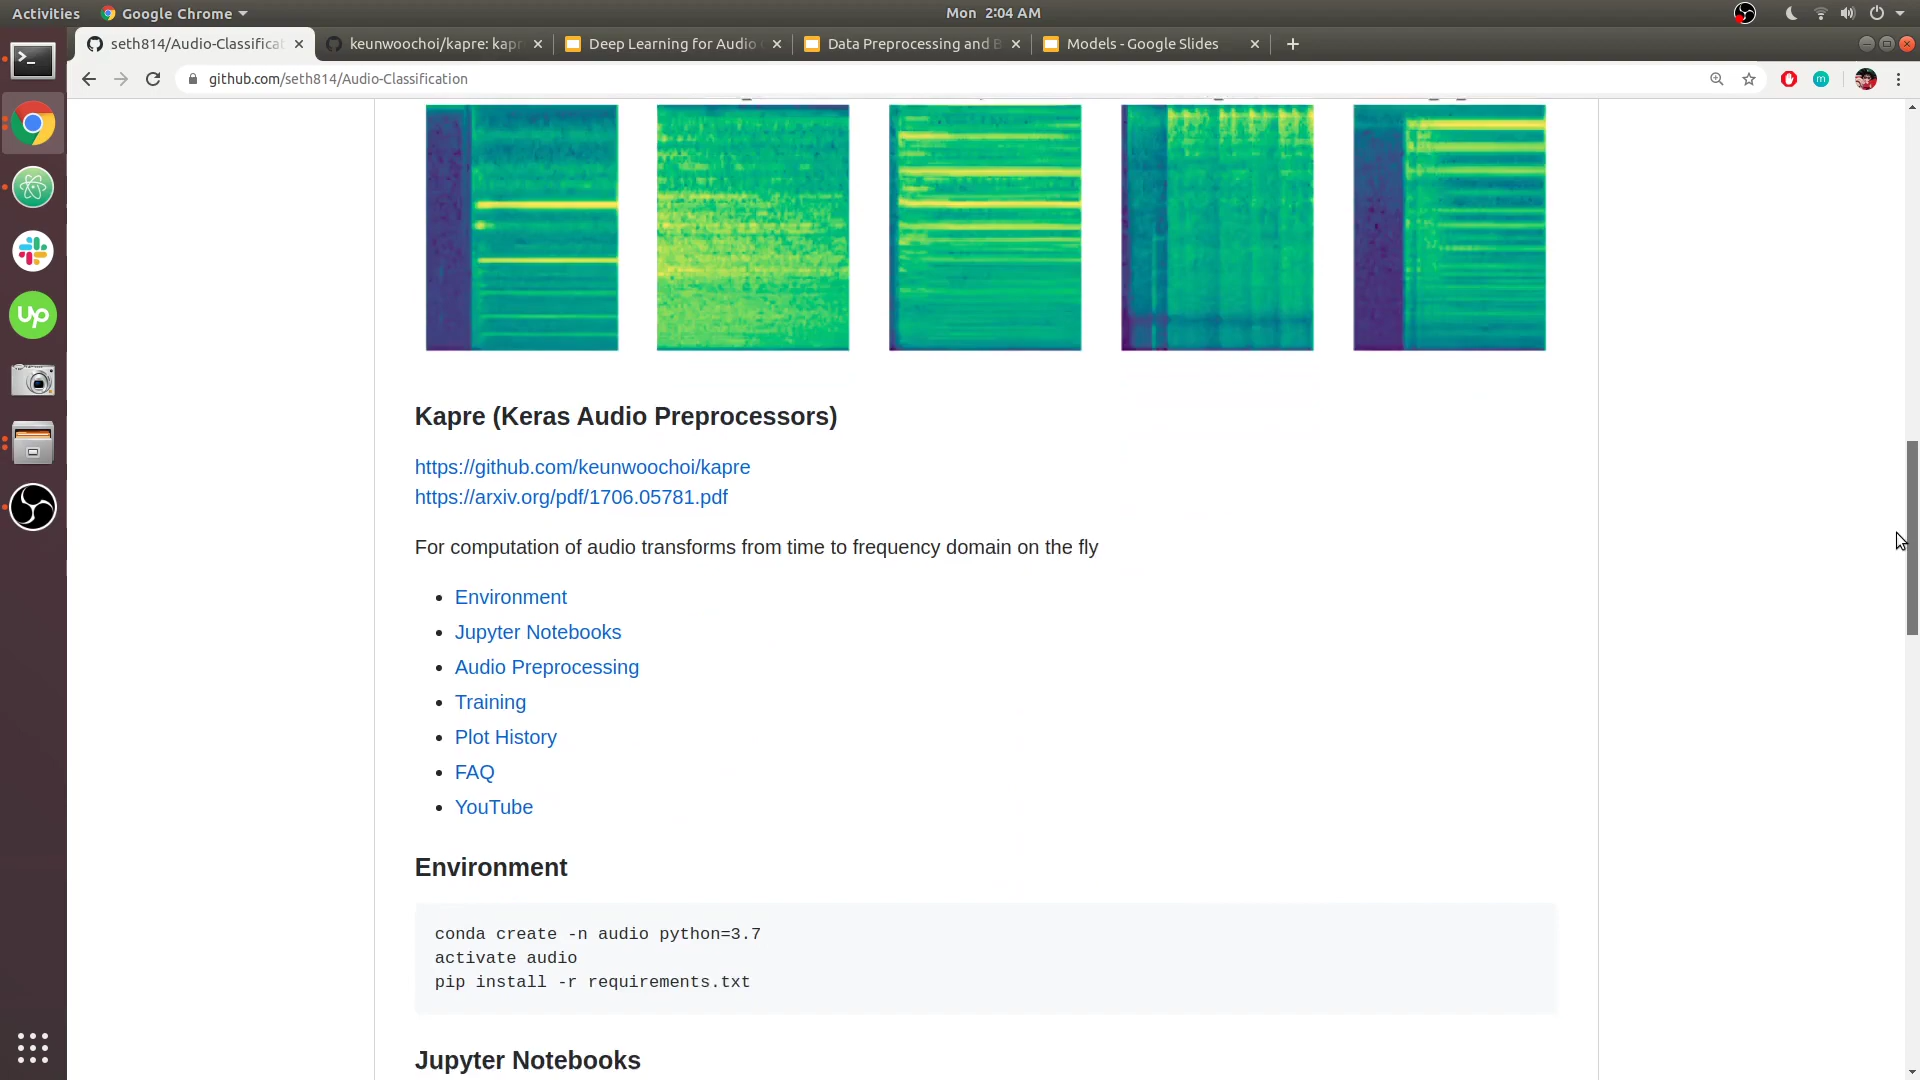 Activities
Google Chrome
Mon 2:04 AM
seth814/Audio-Classificat
keunwoochoi/kapre: kapr
Deep Learning for Audio
Data Preprocessing and
Models - Google Slides
github.com/seth814/Audio-Classification
Kapre (Keras Audio Preprocessors)
https://github.com/keunwoochoi/kapre
https://arxiv.org/pdf/1706.05781.pdf
For computation of audio transforms from time to frequency domain on the fly
Environment
Jupyter Notebooks
Audio Preprocessing
Training
Plot History
FAQ
YouTube
Environment
conda create -n audio python=3.7
activate audio
pip install -r requirements.txt
Jupyter Notebooks